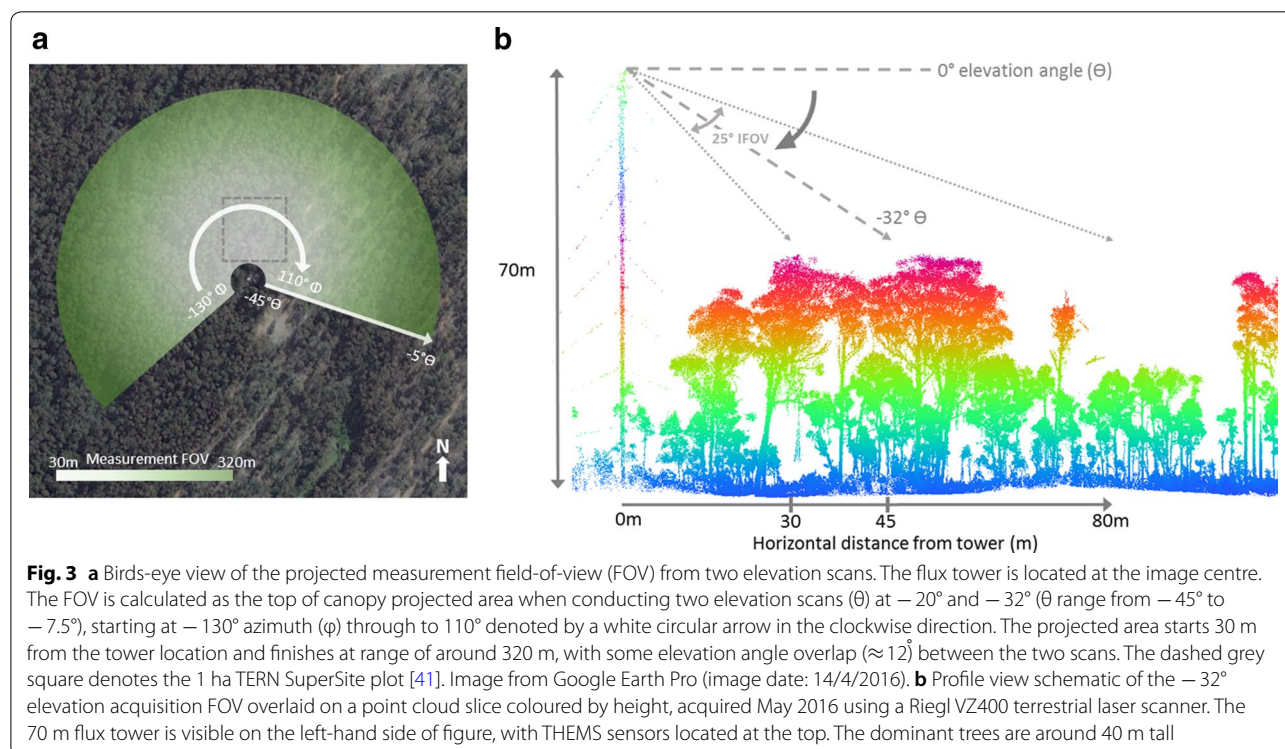 a
-130° Φ
110° Φ
-45°Θ
-5°Θ
N
30m Measurement FOV 320m
b
0° elevation angle (Θ)
25° IFOV
-32° Θ
70m
0m 30 45 80m
Horizontal distance from tower (m)
Fig. 3 a Birds-eye view of the projected measurement field-of-view (FOV) from two elevation scans. The flux tower is located at the image centre.
The FOV is calculated as the top of canopy projected area when conducting two elevation scans (θ) at − 20° and − 32° (θ range from − 45° to
− 7.5°), starting at − 130° azimuth (φ) through to 110° denoted by a white circular arrow in the clockwise direction. The projected area starts 30 m
from the tower location and finishes at range of around 320 m, with some elevation angle overlap (≈ 12°) between the two scans. The dashed grey
square denotes the 1 ha TERN SuperSite plot [41]. Image from Google Earth Pro (image date: 14/4/2016). b Profile view schematic of the − 32°
elevation acquisition FOV overlaid on a point cloud slice coloured by height, acquired May 2016 using a Riegl VZ400 terrestrial laser scanner. The
70 m flux tower is visible on the left-hand side of figure, with THEMS sensors located at the top. The dominant trees are around 40 m tall